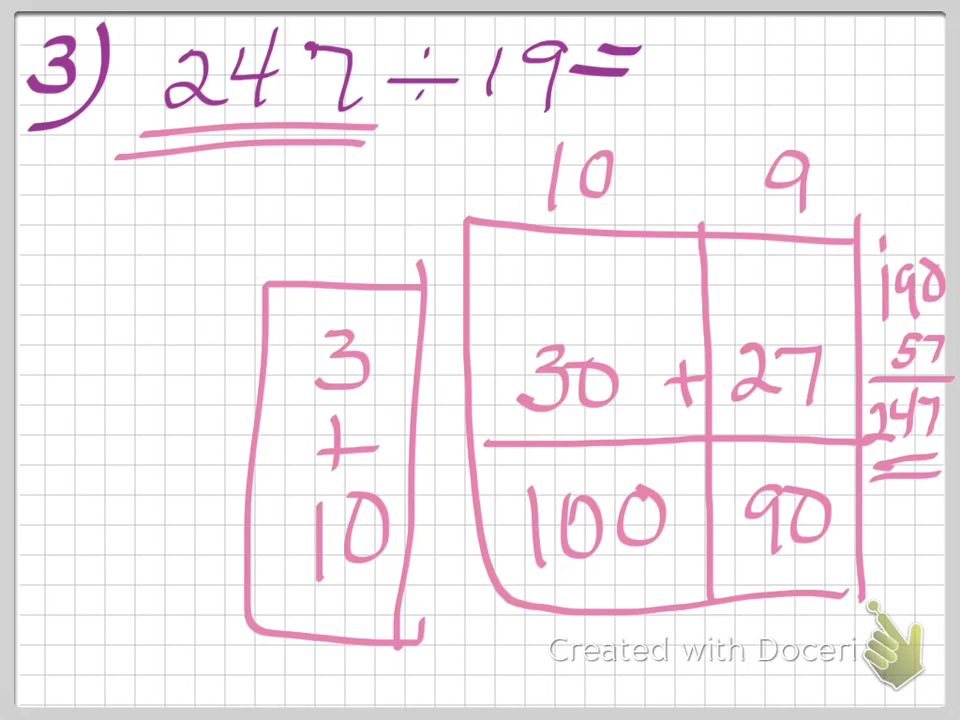 3) 247 ÷ 19 =
10 9
190
57
247
3
+
10
30 + 27
100 90
Created with Doceri